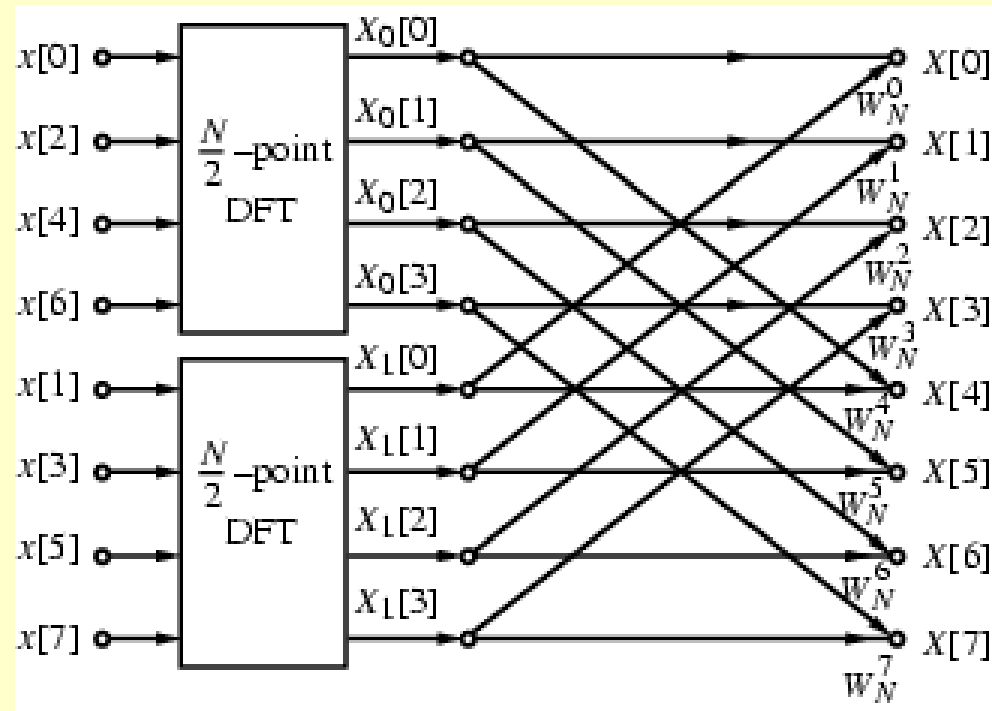 x[0]
x[2]
x[4]
x[6]
x[1]
x[3]
x[5]
x[7]
N/2 –point
DFT
N/2 –point
DFT
X₀[0]
X₀[1]
X₀[2]
X₀[3]
X₁[0]
X₁[1]
X₁[2]
X₁[3]
W_N^0
W_N^1
W_N^2
W_N^3
W_N^4
W_N^5
W_N^6
W_N^7
X[0]
X[1]
X[2]
X[3]
X[4]
X[5]
X[6]
X[7]